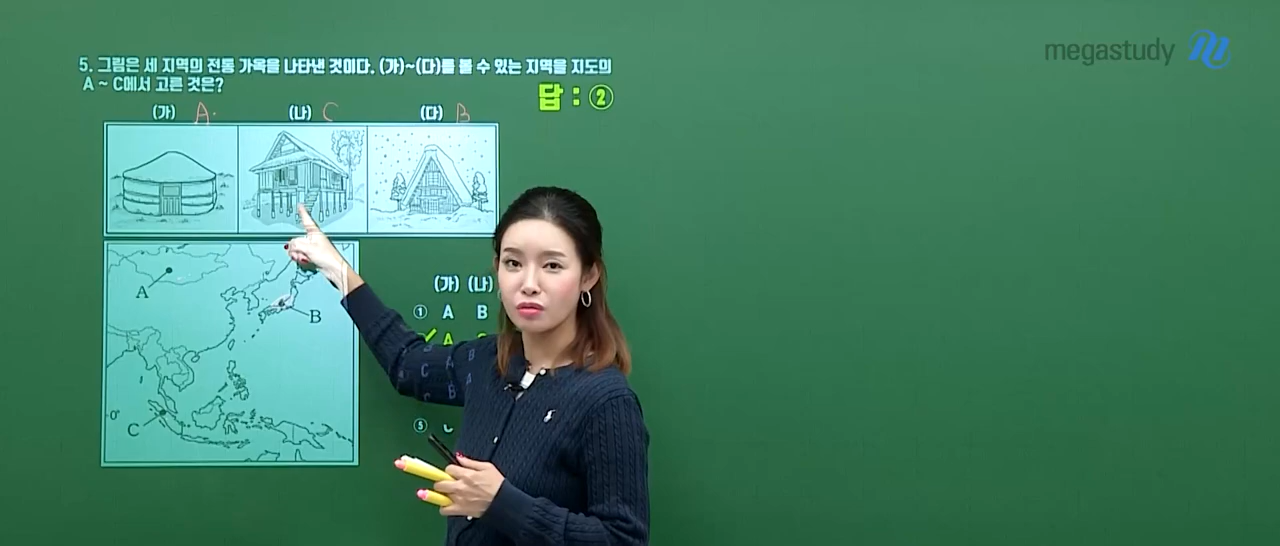 megastudy
5. 그림은 세 지역의 전통 가옥을 나타낸 것이다. (가)~(다)를 볼 수 있는 지역을 지도의
A ~ C에서 고른 것은?
답 : ②
(가) A (나) C (다) B
A
B
C
0°
(가) (나)
① A B
A
A B
C
B A
C
⑤